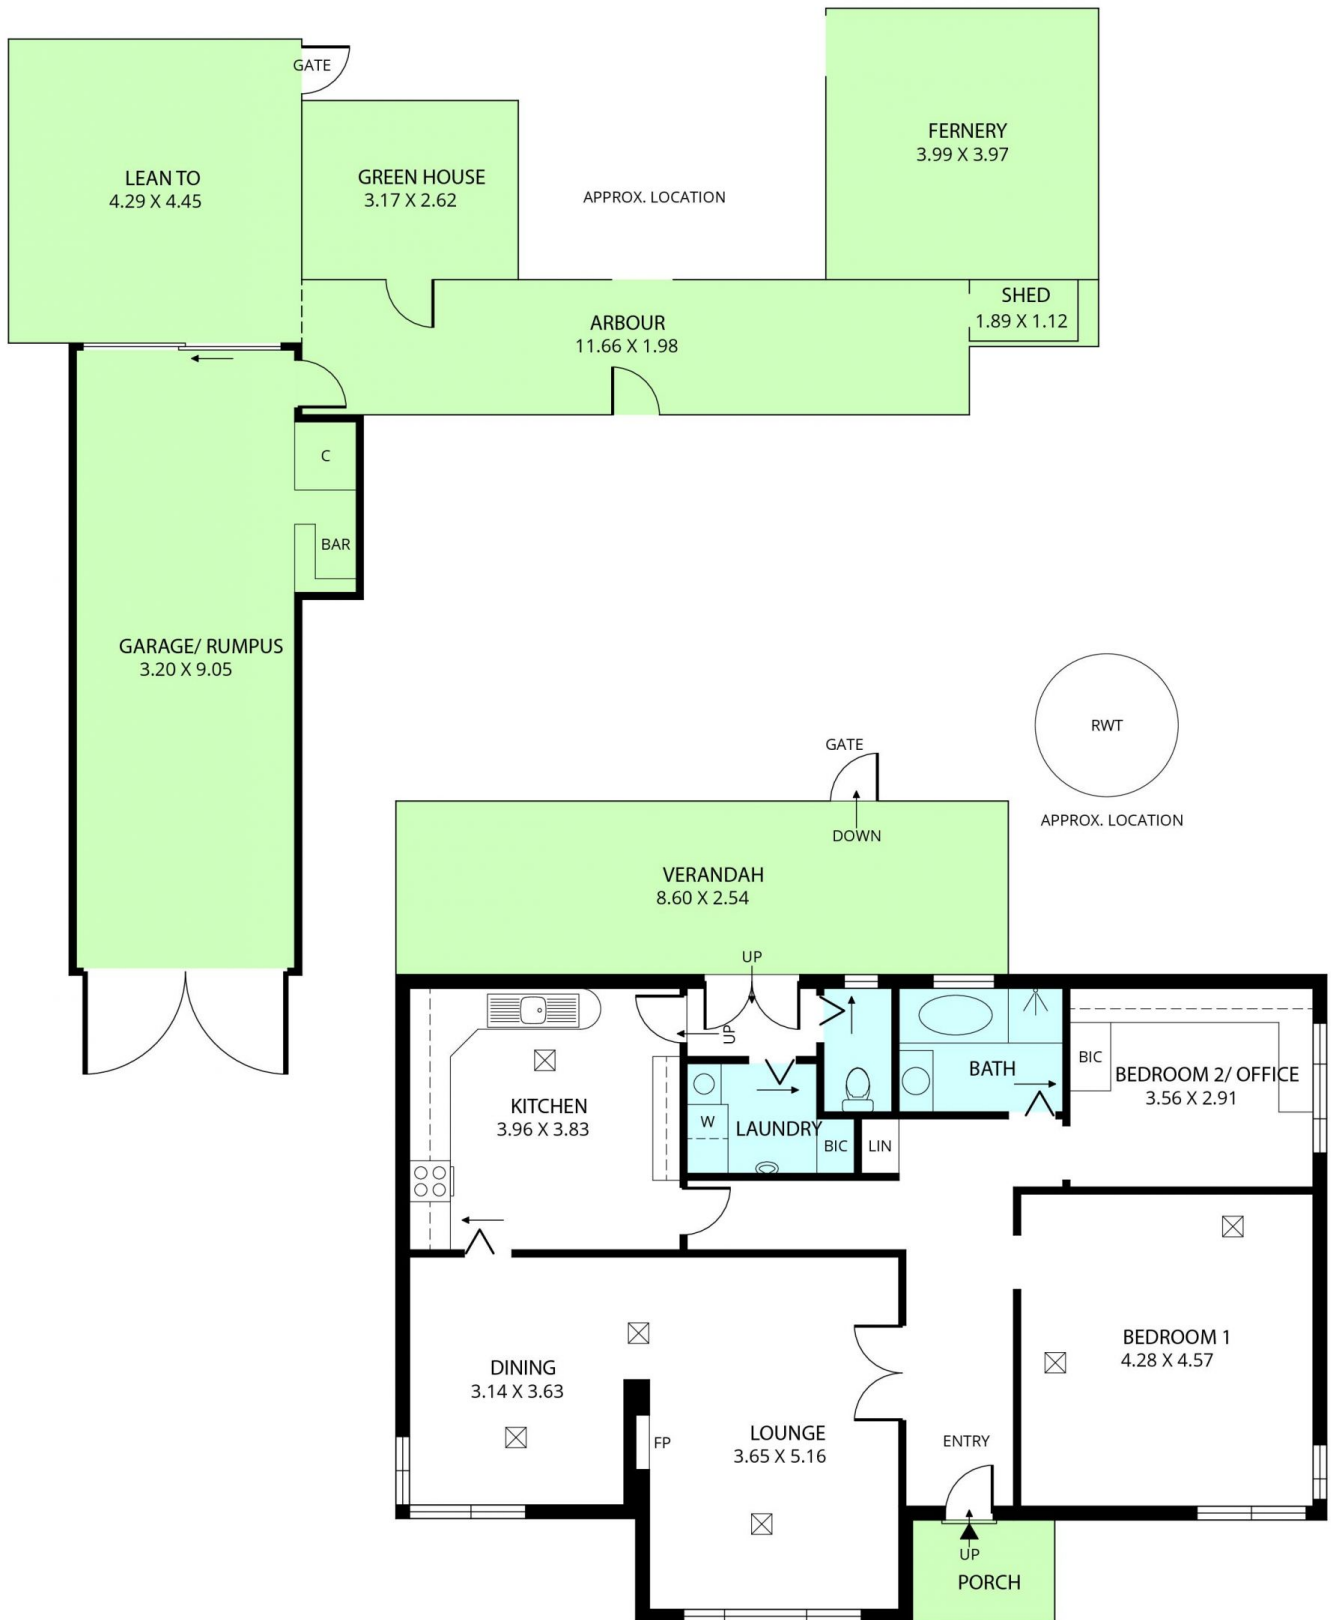 GATE
FERNERY
3.99 X 3.97
LEAN TO
4.29 X 4.45
GREEN HOUSE
3.17 X 2.62
APPROX. LOCATION
SHED
1.89 X 1.12
ARBOUR
11.66 X 1.98
C
BAR
GARAGE/ RUMPUS
3.20 X 9.05
RWT
APPROX. LOCATION
GATE
DOWN
VERANDAH
8.60 X 2.54
UP
UP
KITCHEN
3.96 X 3.83
W
LAUNDRY
BIC
LIN
BATH
BIC
BEDROOM 2/ OFFICE
3.56 X 2.91
DINING
3.14 X 3.63
FP
LOUNGE
3.65 X 5.16
ENTRY
BEDROOM 1
4.28 X 4.57
UP
PORCH